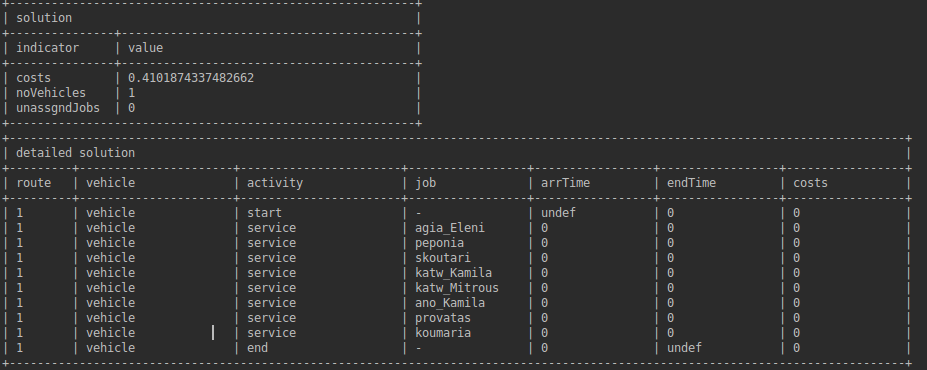 +---------------------------------------------------------+
| solution                                                |
+---------------+-----------------------------------------+
| indicator     | value                                   |
+---------------+-----------------------------------------+
| costs         | 0.4101874337482662                      |
| noVehicles    | 1                                       |
| unassgndJobs  | 0                                       |
+---------------------------------------------------------+
+--------------------------------------------------------------------------------------------------------------------------------+
| detailed solution                                                                                                              |
+---------+----------------------+-----------------------+-----------------+-----------------+----------------+-----------------+
| route   | vehicle              | activity              | job             | arrTime         | endTime         | costs           |
+---------+----------------------+-----------------------+-----------------+-----------------+----------------+-----------------+
| 1       | vehicle              | start                 | -               | undef           | 0               | 0               |
| 1       | vehicle              | service               | agia_Eleni      | 0               | 0               | 0               |
| 1       | vehicle              | service               | peponia         | 0               | 0               | 0               |
| 1       | vehicle              | service               | skoutari        | 0               | 0               | 0               |
| 1       | vehicle              | service               | katw_Kamila     | 0               | 0               | 0               |
| 1       | vehicle              | service               | katw_Mitrous    | 0               | 0               | 0               |
| 1       | vehicle              | service               | ano_Kamila      | 0               | 0               | 0               |
| 1       | vehicle              | service               | provatas        | 0               | 0               | 0               |
| 1       | vehicle              | service               | koumaria        | 0               | 0               | 0               |
| 1       | vehicle              | end                   | -               | 0               | undef           | 0               |
+--------------------------------------------------------------------------------------------------------------------------------+